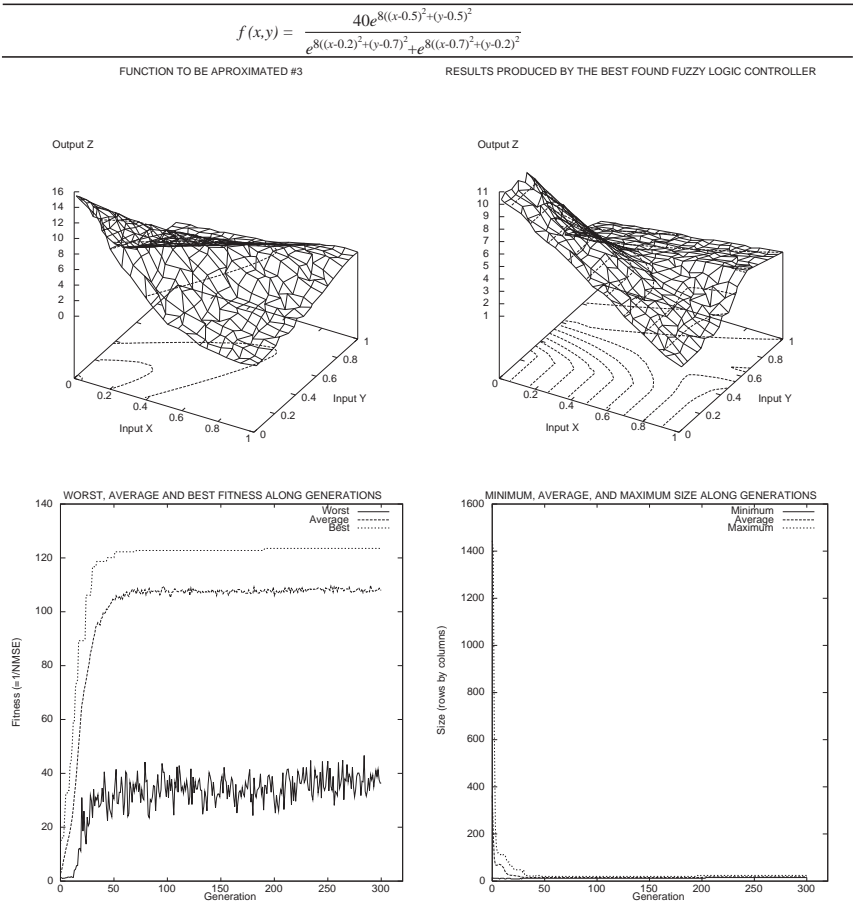 f (x,y) = 40e^8((x-0.5)^2+(y-0.5)^2 / e^8((x-0.2)^2+(y-0.7)^2+e^8((x-0.7)^2+(y-0.2)^2
FUNCTION TO BE APROXIMATED #3
RESULTS PRODUCED BY THE BEST FOUND FUZZY LOGIC CONTROLLER
Output Z
16
14
12
10
8
6
4
2
0
0
0.2
0.4
0.6
0.8
1
Input X
0
0.2
0.4
0.6
0.8
1
Input Y
Output Z
11
10
9
8
7
6
5
4
3
2
1
0
0.2
0.4
0.6
0.8
1
Input X
0
0.2
0.4
0.6
0.8
1
Input Y
WORST, AVERAGE AND BEST FITNESS ALONG GENERATIONS
Worst
Average
Best
140
120
100
80
60
40
20
0
Fitness (=1/NMSE)
0 50 100 150 200 250 300
Generation
MINIMUM, AVERAGE, AND MAXIMUM SIZE ALONG GENERATIONS
Minimum
Average
Maximum
1600
1400
1200
1000
800
600
400
200
0
Size (rows by columns)
0 50 100 150 200 250 300
Generation